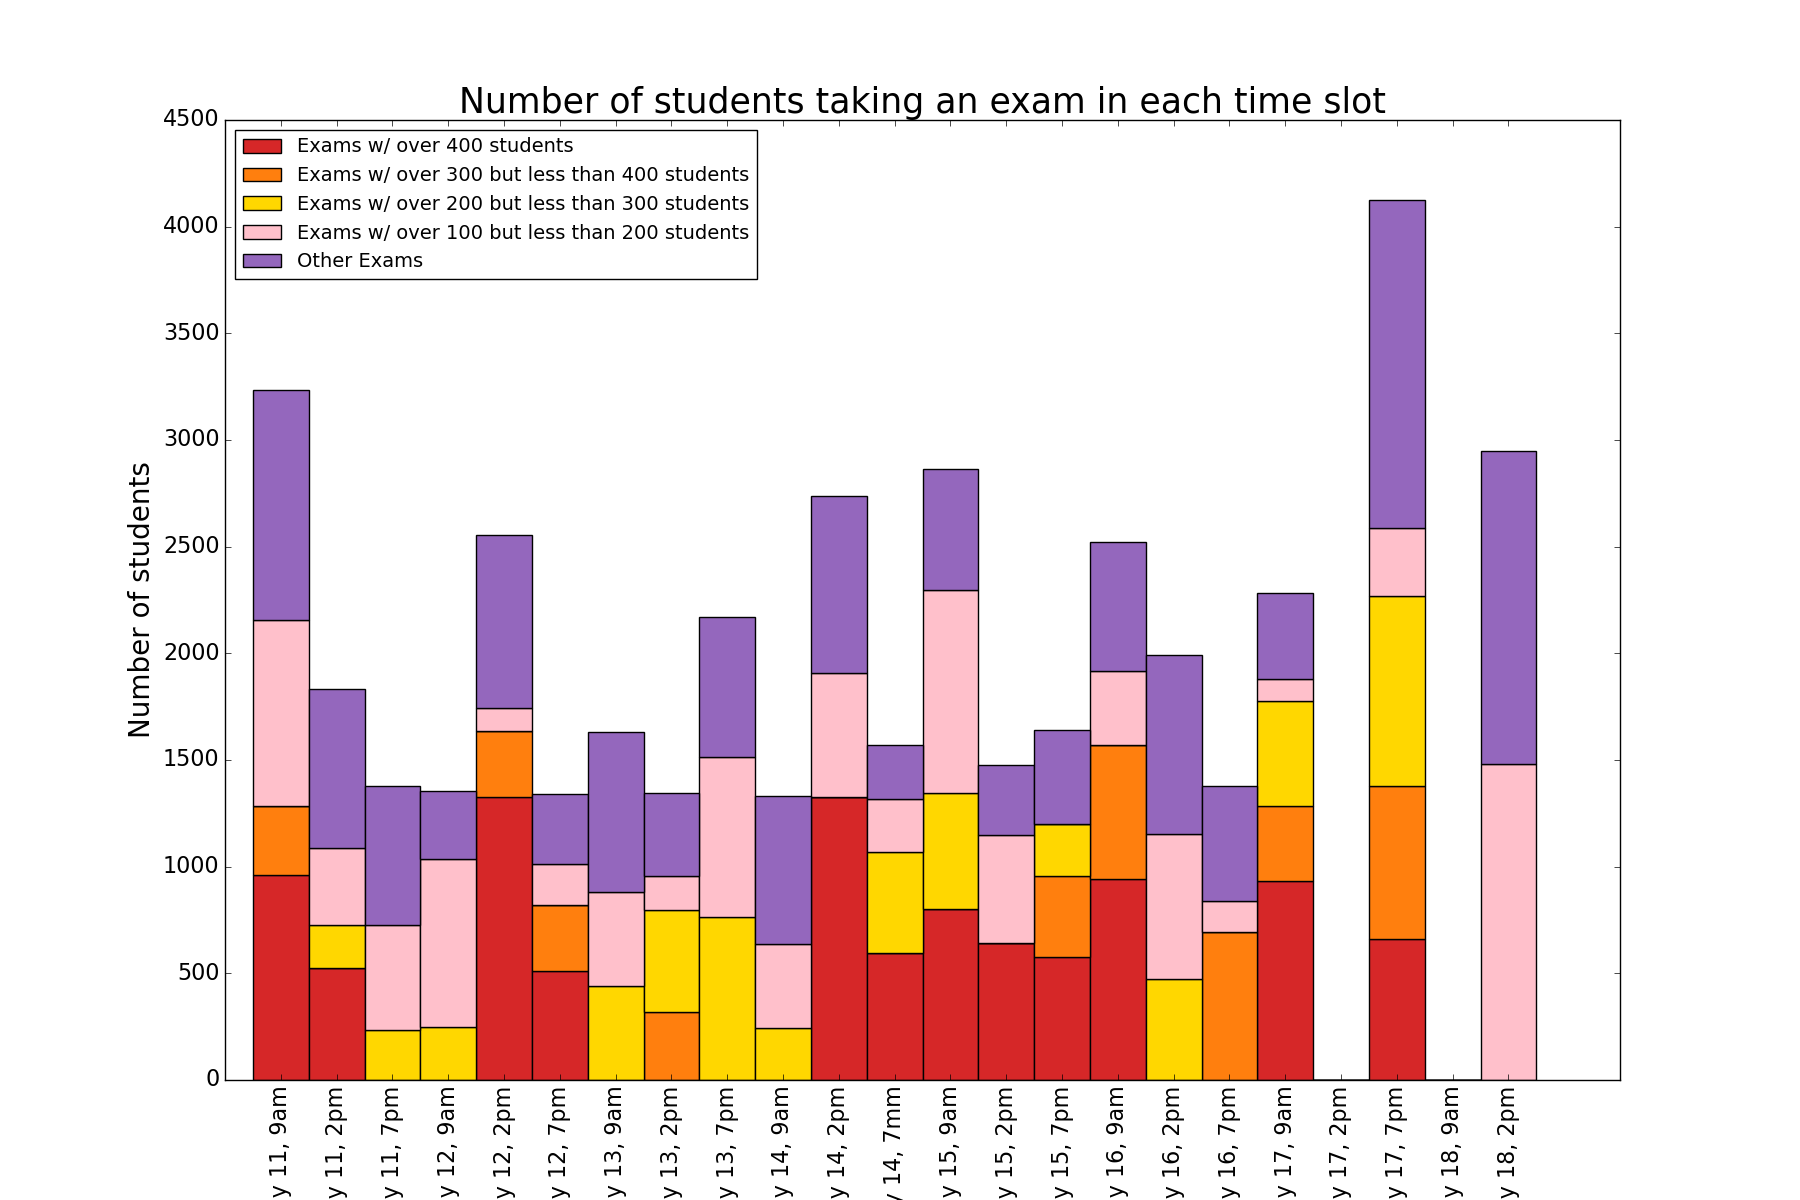 Number of students taking an exam in each time slot
Number of students
4500
4000
3500
3000
2500
2000
1500
1000
500
0
Exams w/ over 400 students
Exams w/ over 300 but less than 400 students
Exams w/ over 200 but less than 300 students
Exams w/ over 100 but less than 200 students
Other Exams
y 11, 9am
y 11, 2pm
y 11, 7pm
y 12, 9am
y 12, 2pm
y 12, 7pm
y 13, 9am
y 13, 2pm
y 13, 7pm
y 14, 9am
y 14, 2pm
y 14, 7mm
y 15, 9am
y 15, 2pm
y 15, 7pm
y 16, 9am
y 16, 2pm
y 16, 7pm
y 17, 9am
y 17, 2pm
y 17, 7pm
y 18, 9am
y 18, 2pm